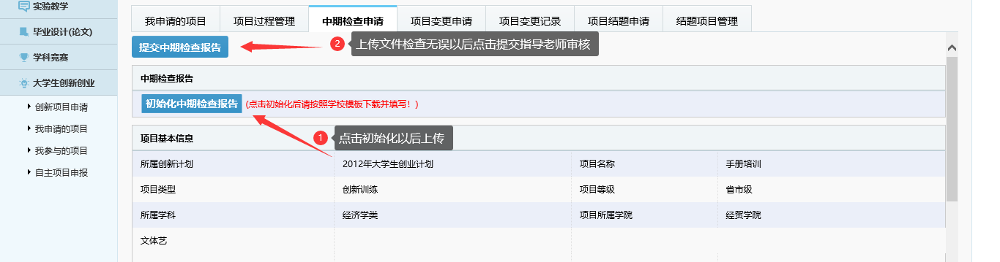 实验教学
毕业设计(论文)
学科竞赛
大学生创新创业
创新项目申请
我申请的项目
我参与的项目
自主项目申报
我申请的项目 项目过程管理 中期检查申请 项目变更申请 项目变更记录 项目结题申请 结题项目管理
提交中期检查报告 2 上传文件检查无误以后点击提交指导老师审核
中期检查报告
初始化中期检查报告 (点击初始化后请按照学校模板下载并填写！)
1 点击初始化以后上传
项目基本信息
所属创新计划 2012年大学生创业计划 项目名称 手册培训
项目类型 创新训练 项目等级 省市级
所属学科 经济学类 项目所属学院 经贸学院
文体艺